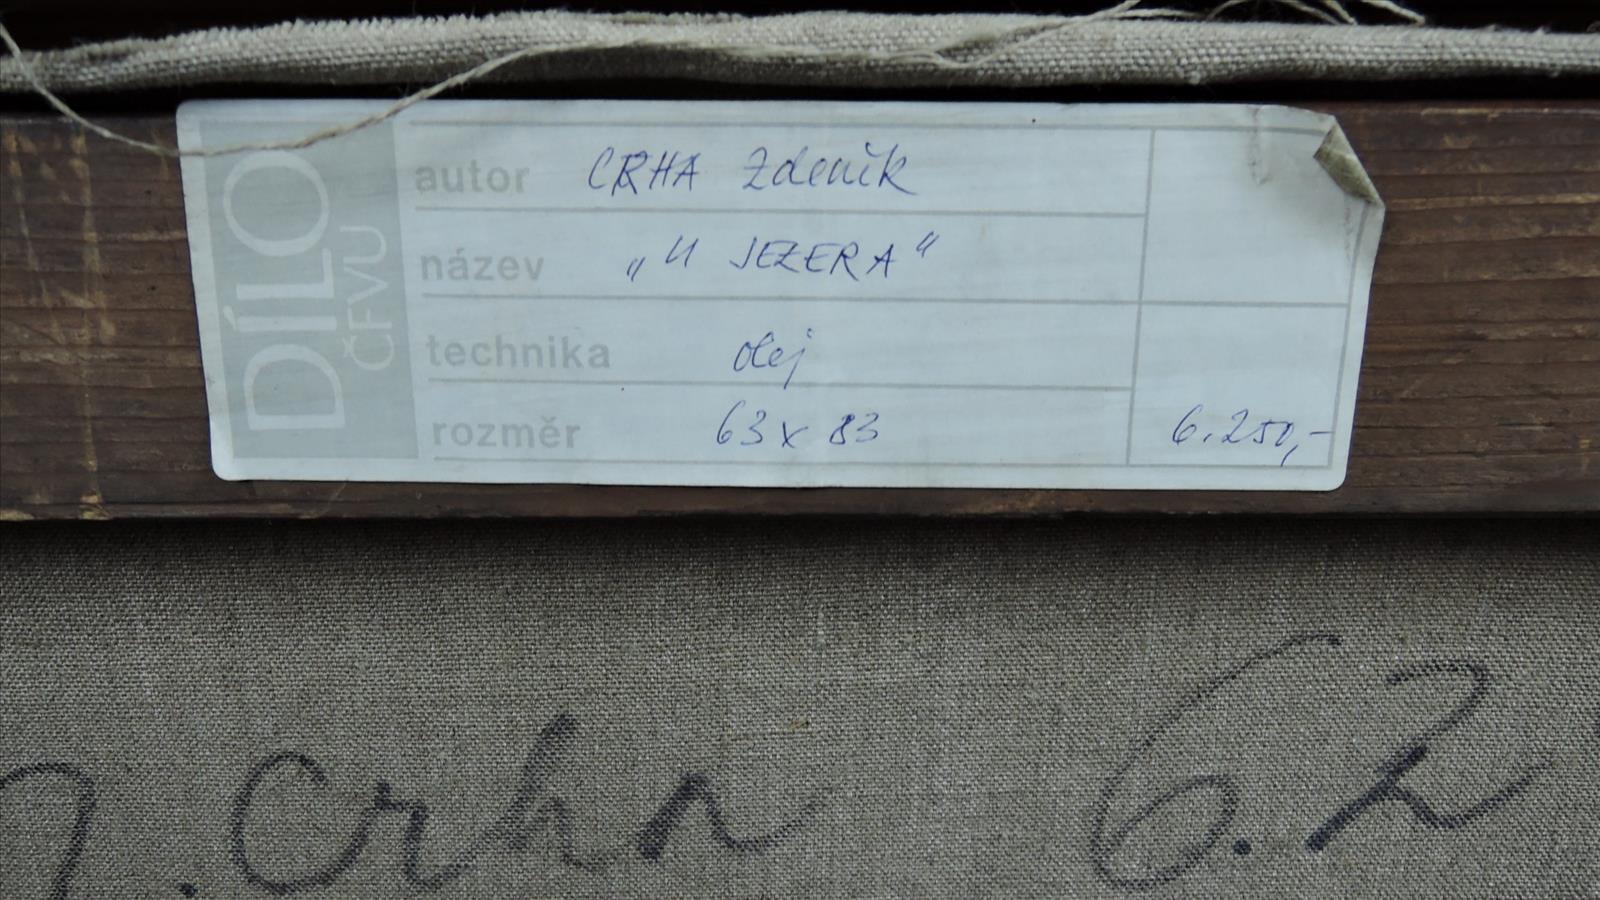 DÍLO
ČFVU
autor CRHA Zdeněk
název „U JEZERA“
technika olej
rozměr 63 x 83 6.250,-
. Crha 6.2